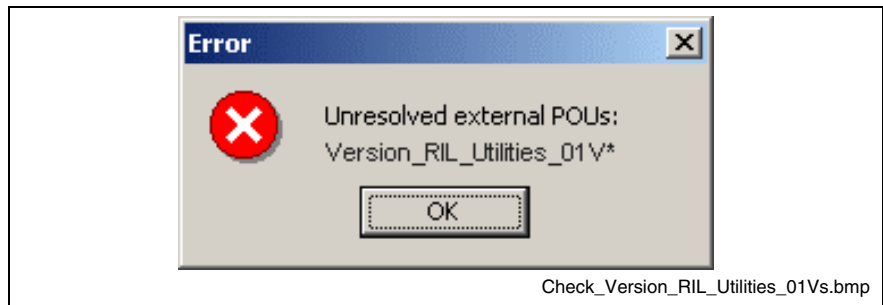 Error
Unresolved external POUs:
Version_RIL_Utilities_01V*
OK
Check_Version_RIL_Utilities_01Vs.bmp